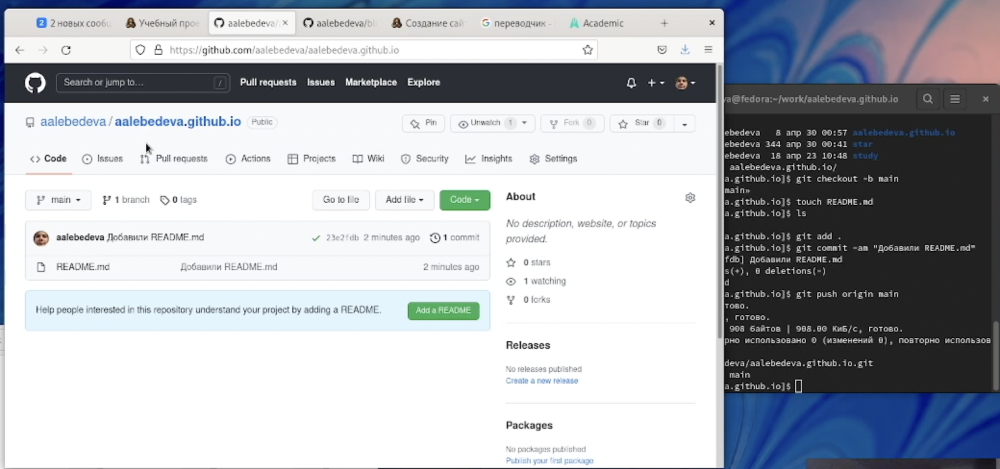 2 новых сооб
Учебный прое
aalebedeva/
aalebedeva/bl
Создание сай
переводчик -
Academic
https://github.com/aalebedeva/aalebedeva.github.io
Search or jump to…
/
Pull requests
Issues
Marketplace
Explore
aalebedeva / aalebedeva.github.io
Public
Pin
Unwatch 1
Fork 0
Star 0
Code
Issues
Pull requests
Actions
Projects
Wiki
Security
Insights
Settings
main
1 branch
0 tags
Go to file
Add file
Code
aalebedeva Добавили README.md
23e2fdb 2 minutes ago
1 commit
README.md
Добавили README.md
2 minutes ago
Help people interested in this repository understand your project by adding a README.
Add a README
About
No description, website, or topics
provided.
0 stars
1 watching
0 forks
Releases
No releases published
Create a new release
Packages
No packages published
Publish your first package
va@fedora:~/work/aalebedeva.github.io
ebedeva 8 апр 30 00:57 aalebedeva.github.io
ebedeva 344 апр 30 00:41 star
ebedeva 18 апр 23 10:48 study
aalebedeva.github.io/
a.github.io]$ git checkout -b main
main»
a.github.io]$ touch README.md
a.github.io]$ ls
a.github.io]$ git add .
a.github.io]$ git commit -am "Добавили README.md"
fdb] Добавили README.md
s(+), 0 deletions(-)
d
a.github.io]$ git push origin main
тово.
, готово.
908 байтов | 908.00 КиБ/с, готово.
рно использовано 0 (изменений 0), повторно использов
deva/aalebedeva.github.io.git
main
a.github.io]$